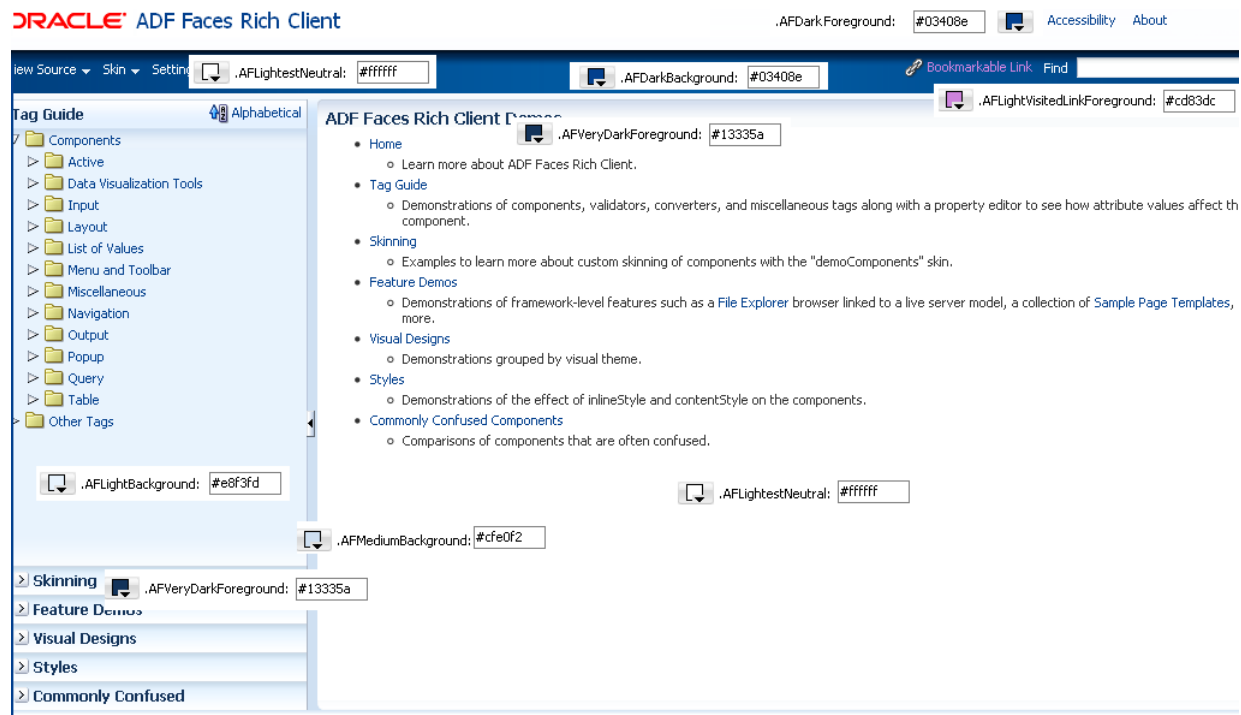 ORACLE ADF Faces Rich Client
.AFDarkForeground: #03408e Accessibility About
iew Source Skin Setting .AFLightestNeutral: #ffffff .AFDarkBackground: #03408e Bookmarkable Link Find
.AFLightVisitedLinkForeground: #cd83dc
Tag Guide Alphabetical
ADF Faces Rich Client Demos
.AFVeryDarkForeground: #13335a
Components
Active
Data Visualization Tools
Input
Layout
List of Values
Menu and Toolbar
Miscellaneous
Navigation
Output
Popup
Query
Table
Other Tags
Home
Learn more about ADF Faces Rich Client.
Tag Guide
Demonstrations of components, validators, converters, and miscellaneous tags along with a property editor to see how attribute values affect th
component.
Skinning
Examples to learn more about custom skinning of components with the "demoComponents" skin.
Feature Demos
Demonstrations of framework-level features such as a File Explorer browser linked to a live server model, a collection of Sample Page Templates,
more.
Visual Designs
Demonstrations grouped by visual theme.
Styles
Demonstrations of the effect of inlineStyle and contentStyle on the components.
Commonly Confused Components
Comparisons of components that are often confused.
.AFLightBackground: #e8f3fd
.AFLightestNeutral: #ffffff
.AFMediumBackground: #cfe0f2
Skinning .AFVeryDarkForeground: #13335a
Feature Demos
Visual Designs
Styles
Commonly Confused